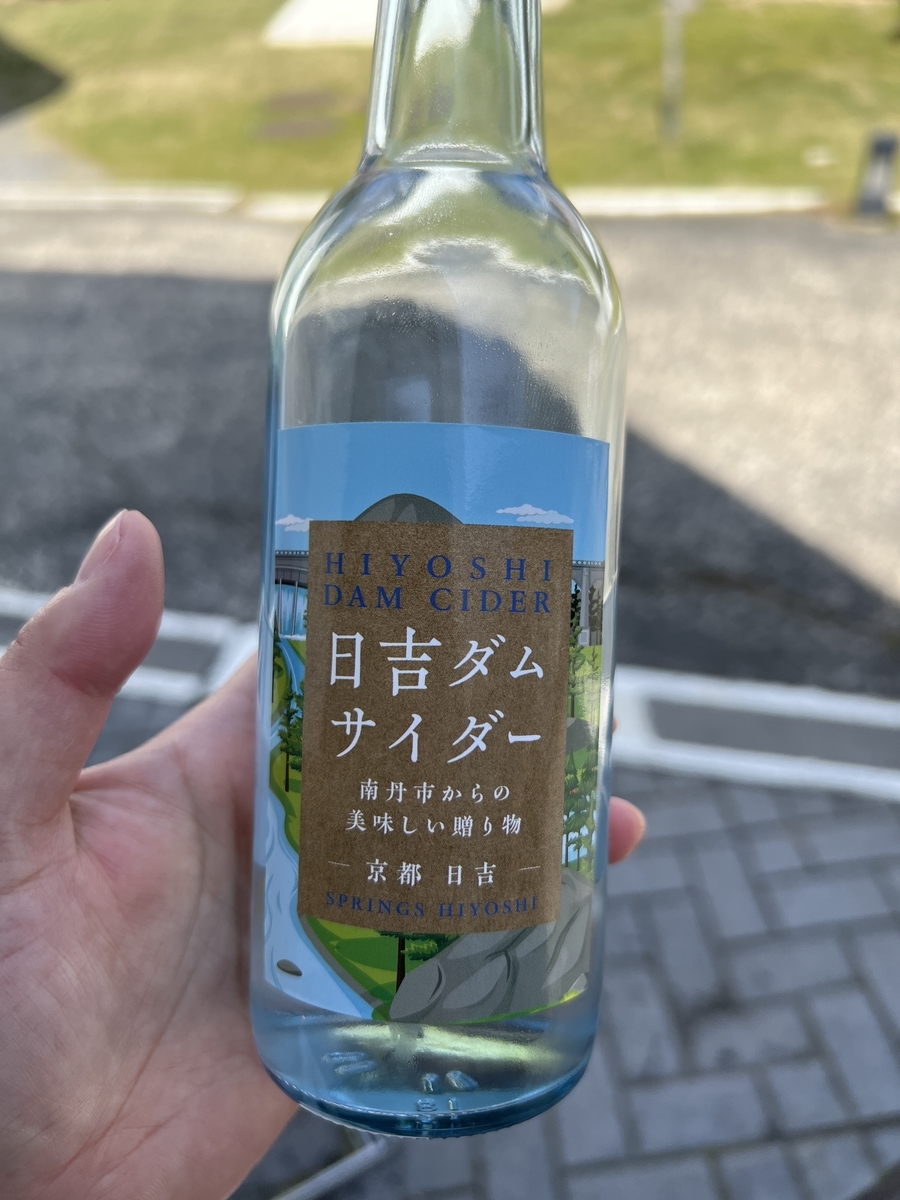 HIYOSHI
DAM CIDER
日吉ダム
サイダー
南丹市からの
美味しい贈り物
京都 日吉
SPRINGS HIYOSHI